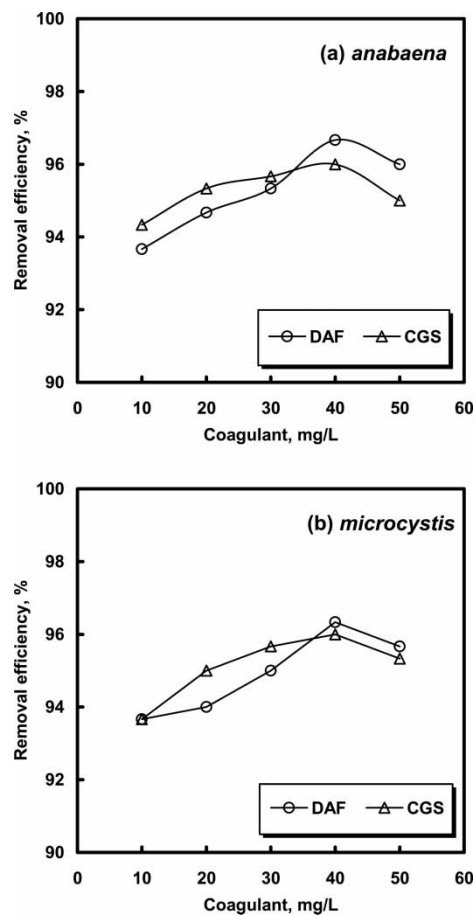 100
98
96
94
92
90
Removal efficiency, %
(a) anabaena
DAF CGS
0 10 20 30 40 50 60
Coagulant, mg/L
100
98
96
94
92
90
Removal efficiency, %
(b) microcystis
DAF CGS
0 10 20 30 40 50 60
Coagulant, mg/L